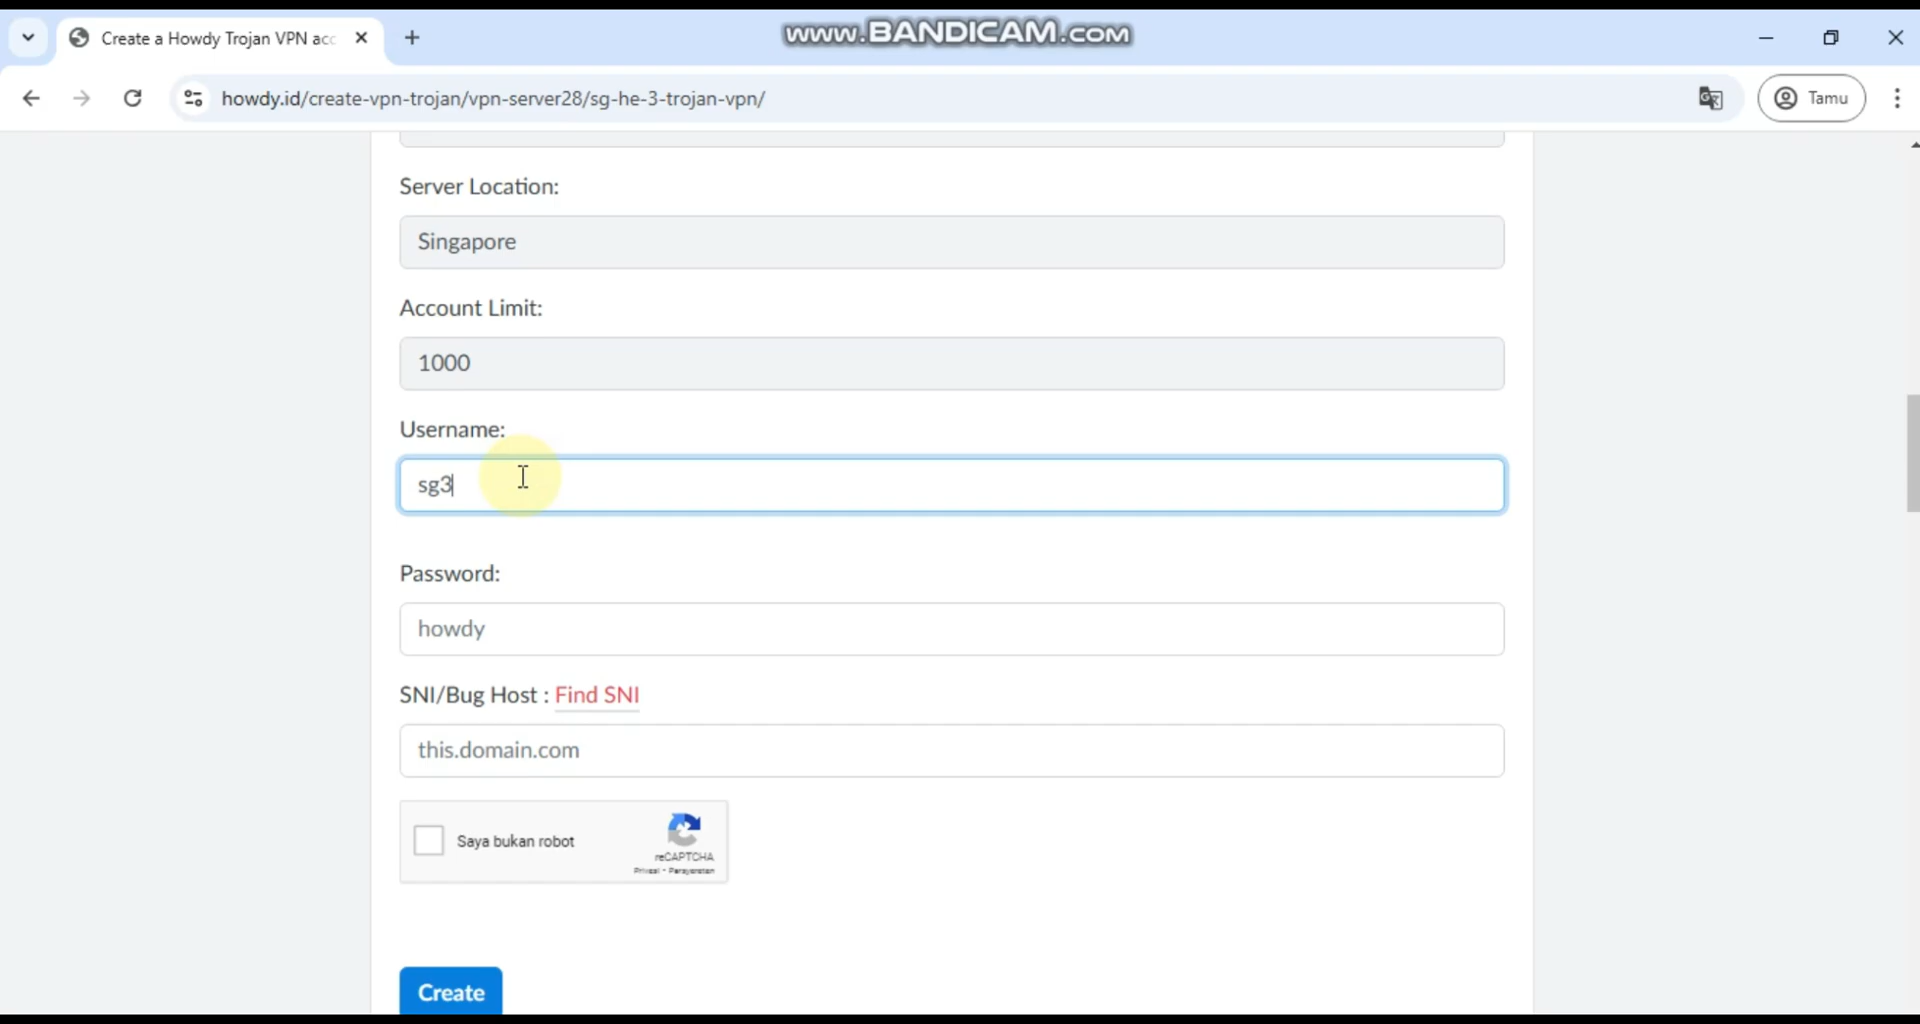 www.BANDICAM.com
Create a Howdy Trojan VPN acc
howdy.id/create-vpn-trojan/vpn-server28/sg-he-3-trojan-vpn/
Tamu
Server Location:
Singapore
Account Limit:
1000
Username:
sg3
Password:
howdy
SNI/Bug Host : Find SNI
this.domain.com
Saya bukan robot
reCAPTCHA
Privasi - Persyaratan
Create